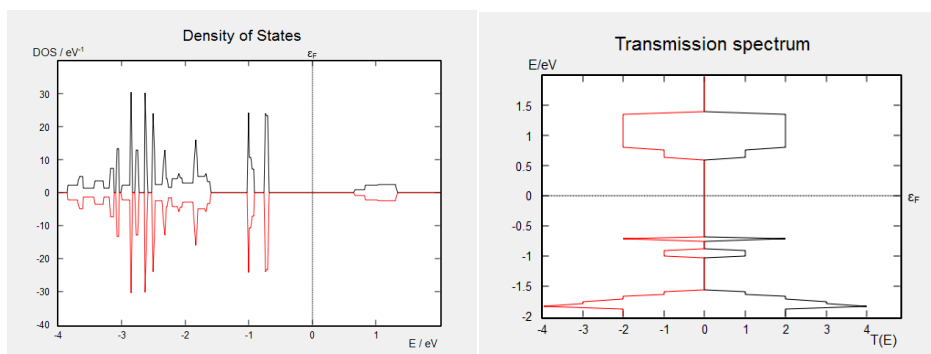 Density of States
DOS / eV-1
εF
30
20
10
0
-10
-20
-30
-40
-4 -3 -2 -1 0 1
E / eV
Transmission spectrum
E/eV
1.5
1
0.5
0
εF
-0.5
-1
-1.5
-2
-4 -3 -2 -1 0 1 2 3 4
T(E)